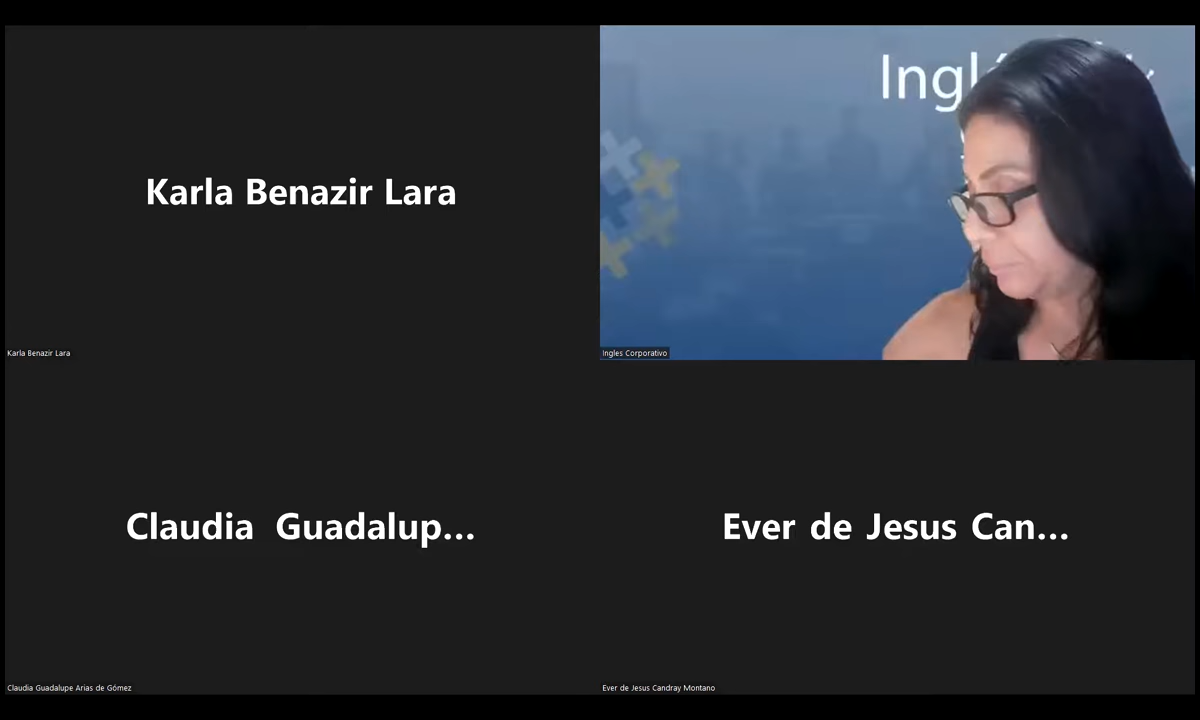 Karla Benazir Lara
Karla Benazir Lara
Ingl
Ingles Corporativo
Claudia Guadalup...
Ever de Jesus Can...
Claudia Guadalupe Arias de Gómez
Ever de Jesus Candray Montano